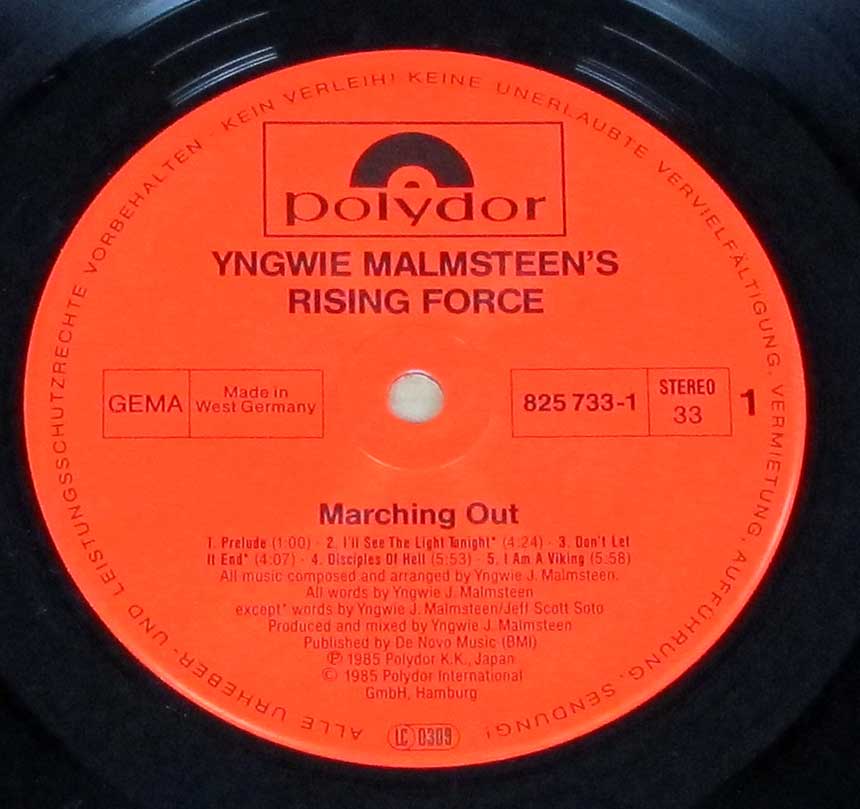 ALLE URHEBER- UND LEISTUNGSSCHUTZRECHTE VORBEHALTEN · KEIN VERLEIH! KEINE UNERLAUBTE VERVIELFÄLTIGUNG, VERMIETUNG, AUFFÜHRUNG, SENDUNG!
polydor
YNGWIE MALMSTEEN'S
RISING FORCE
GEMA
Made in
West Germany
825 733-1
STEREO
33
1
Marching Out
1. Prelude (1:00) · 2. I'll See The Light Tonight* (4:24) · 3. Don't Let
It End* (4:07) · 4. Disciples Of Hell (5:53) · 5. I Am A Viking (5:58)
All music composed and arranged by Yngwie J. Malmsteen.
All words by Yngwie J. Malmsteen
except* words by Yngwie J. Malmsteen/Jeff Scott Soto
Produced and mixed by Yngwie J. Malmsteen
Published by De Novo Music (BMI)
℗ 1985 Polydor K.K., Japan
© 1985 Polydor International
GmbH, Hamburg
LC 0309